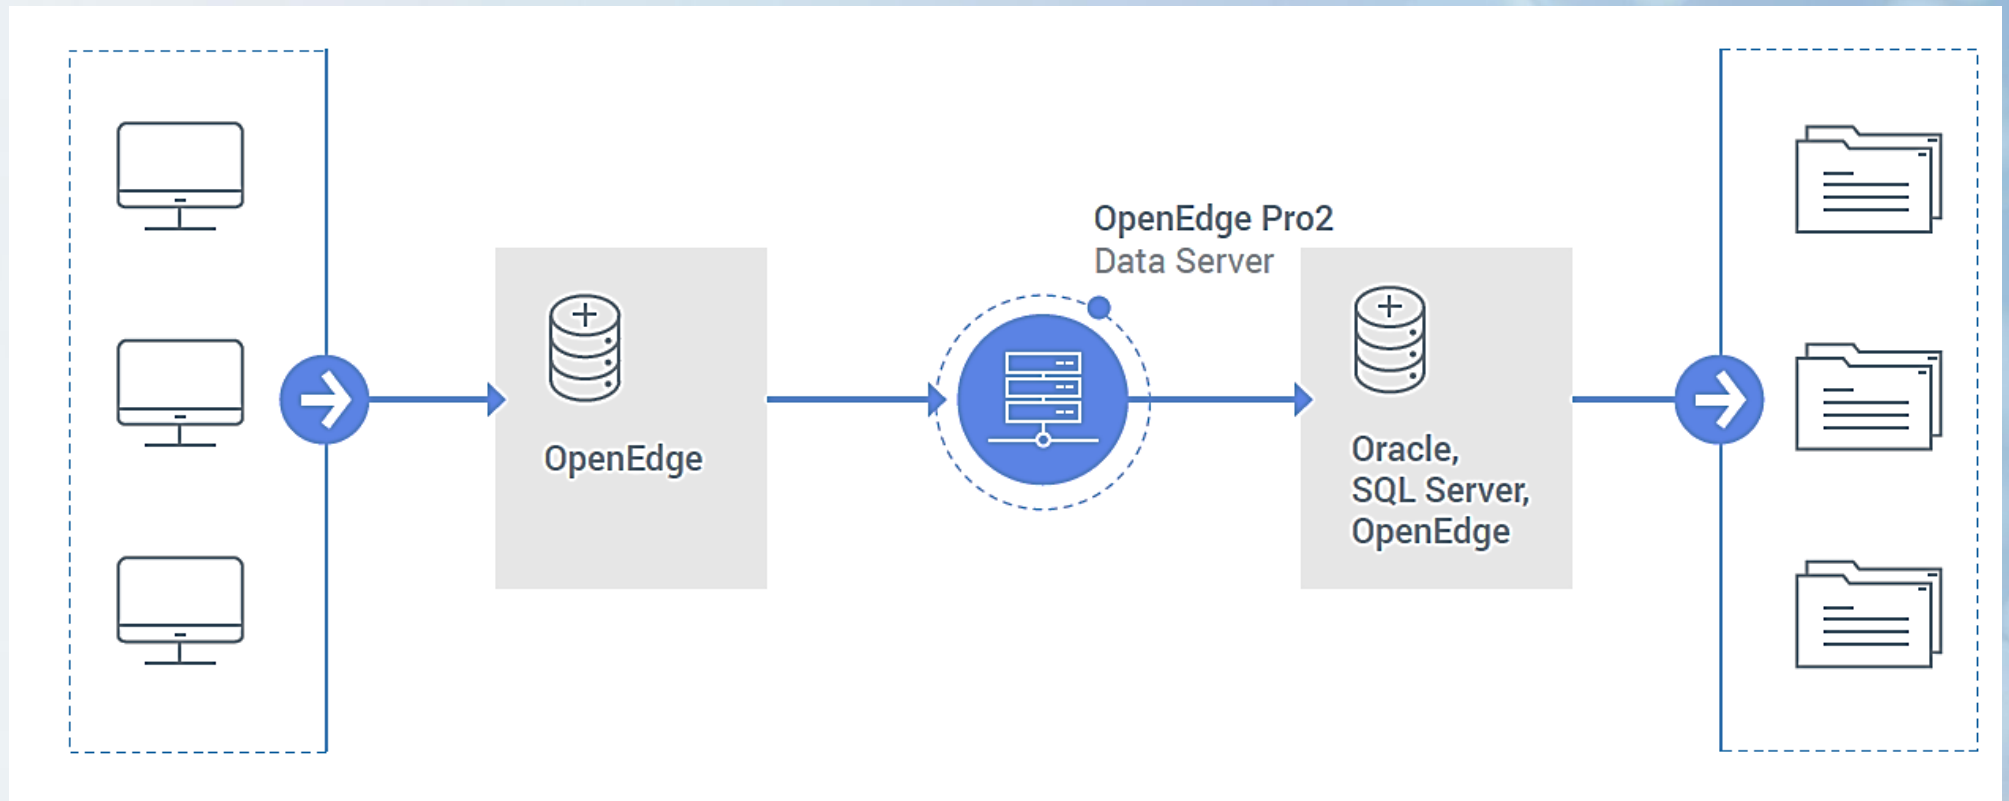 OpenEdge Pro2
Data Server
OpenEdge
Oracle,
SQL Server,
OpenEdge